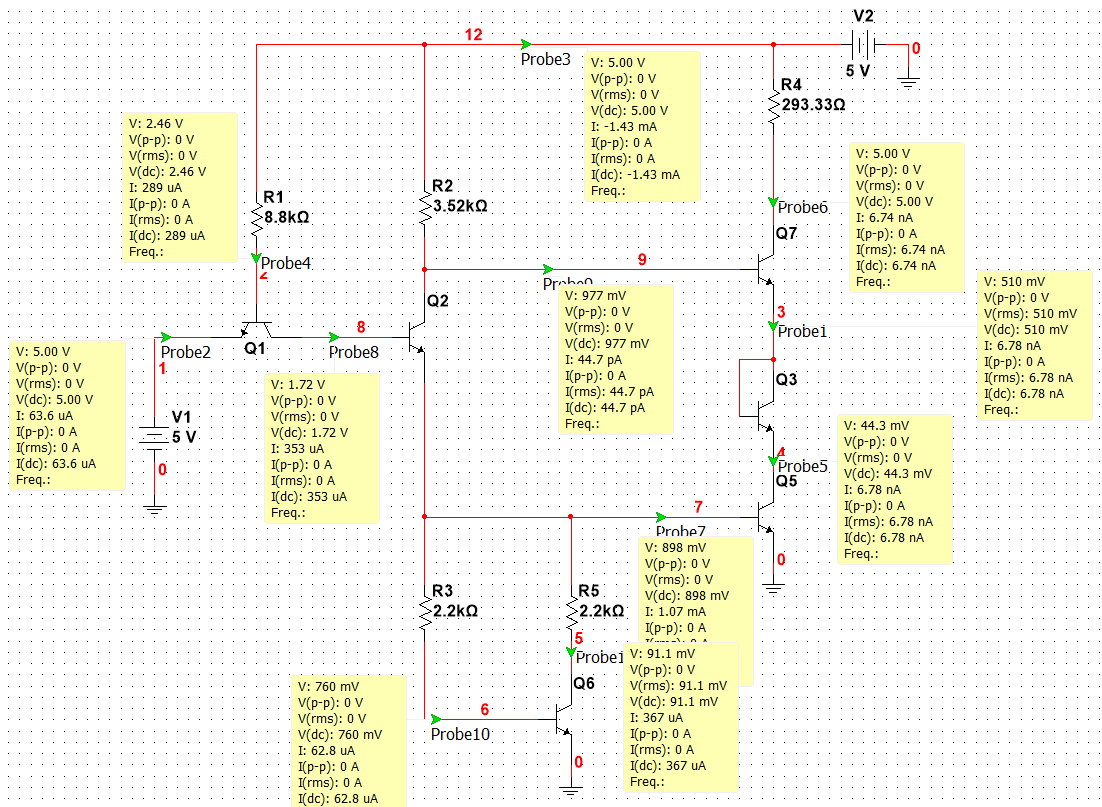 V2
12
0
Probe3
5 V
V: 5.00 V
V(p-p): 0 V
V(rms): 0 V
V(dc): 5.00 V
I: -1.43 mA
I(p-p): 0 A
I(rms): 0 A
I(dc): -1.43 mA
Freq.:
R4
293.33Ω
V: 2.46 V
V(p-p): 0 V
V(rms): 0 V
V(dc): 2.46 V
I: 289 uA
I(p-p): 0 A
I(rms): 0 A
I(dc): 289 uA
Freq.:
R1
8.8kΩ
R2
3.52kΩ
V: 5.00 V
V(p-p): 0 V
V(rms): 0 V
V(dc): 5.00 V
I: 6.74 nA
I(p-p): 0 A
I(rms): 6.74 nA
I(dc): 6.74 nA
Freq.:
Probe6
Q7
Probe4
2
9
V: 977 mV
V(p-p): 0 V
V(rms): 0 V
V(dc): 977 mV
I: 44.7 pA
I(p-p): 0 A
I(rms): 44.7 pA
I(dc): 44.7 pA
Freq.:
V: 510 mV
V(p-p): 0 V
V(rms): 510 mV
V(dc): 510 mV
I: 6.78 nA
I(p-p): 0 A
I(rms): 6.78 nA
I(dc): 6.78 nA
Freq.:
Q2
3
Probe1
8
Probe2
Q1
Probe8
1
V: 5.00 V
V(p-p): 0 V
V(rms): 0 V
V(dc): 5.00 V
I: 63.6 uA
I(p-p): 0 A
I(rms): 0 A
I(dc): 63.6 uA
Freq.:
V1
5 V
0
V: 1.72 V
V(p-p): 0 V
V(rms): 0 V
V(dc): 1.72 V
I: 353 uA
I(p-p): 0 A
I(rms): 0 A
I(dc): 353 uA
Freq.:
Q3
4
Probe5
Q5
V: 44.3 mV
V(p-p): 0 V
V(rms): 0 V
V(dc): 44.3 mV
I: 6.78 nA
I(p-p): 0 A
I(rms): 6.78 nA
I(dc): 6.78 nA
Freq.:
7
Probe7
0
V: 898 mV
V(p-p): 0 V
V(rms): 0 V
V(dc): 898 mV
I: 1.07 mA
I(p-p): 0 A
R3
2.2kΩ
R5
2.2kΩ
5
V: 91.1 mV
V(p-p): 0 V
V(rms): 91.1 mV
V(dc): 91.1 mV
I: 367 uA
I(p-p): 0 A
I(rms): 0 A
I(dc): 367 uA
Freq.:
Q6
V: 760 mV
V(p-p): 0 V
V(rms): 0 V
V(dc): 760 mV
I: 62.8 uA
I(p-p): 0 A
I(rms): 0 A
I(dc): 62.8 uA
6
Probe10
0